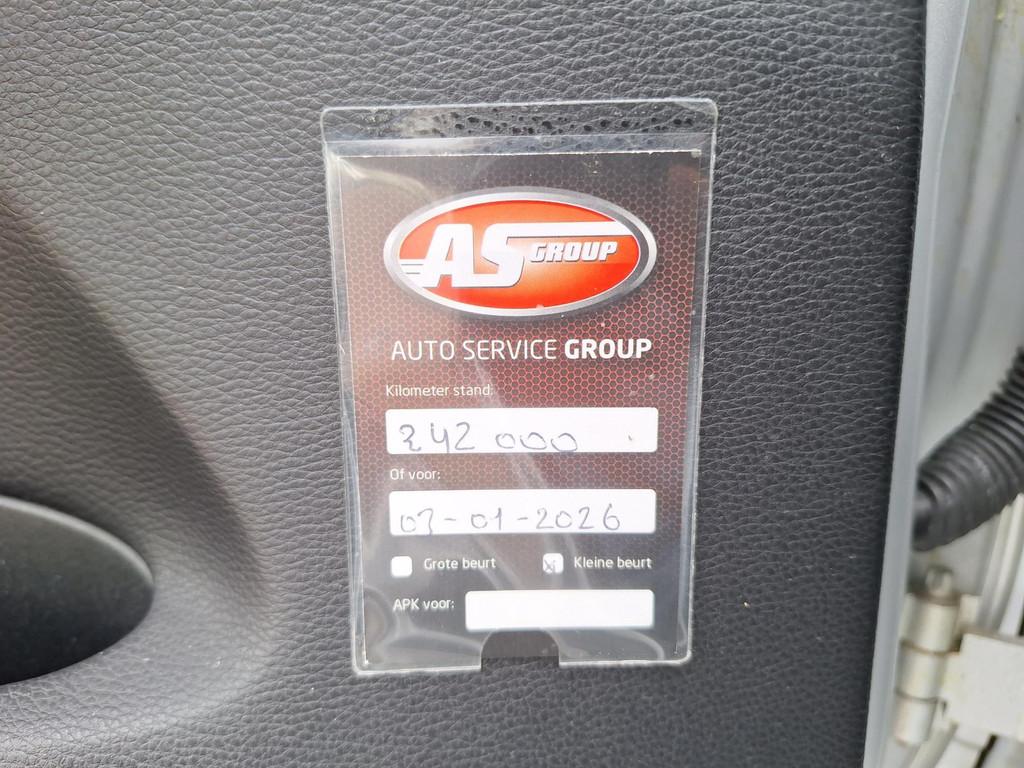 AS GROUP
AUTO SERVICE GROUP
Kilometer stand:
242 000
Of voor:
07-01-2026
Grote beurt x Kleine beurt
APK voor: